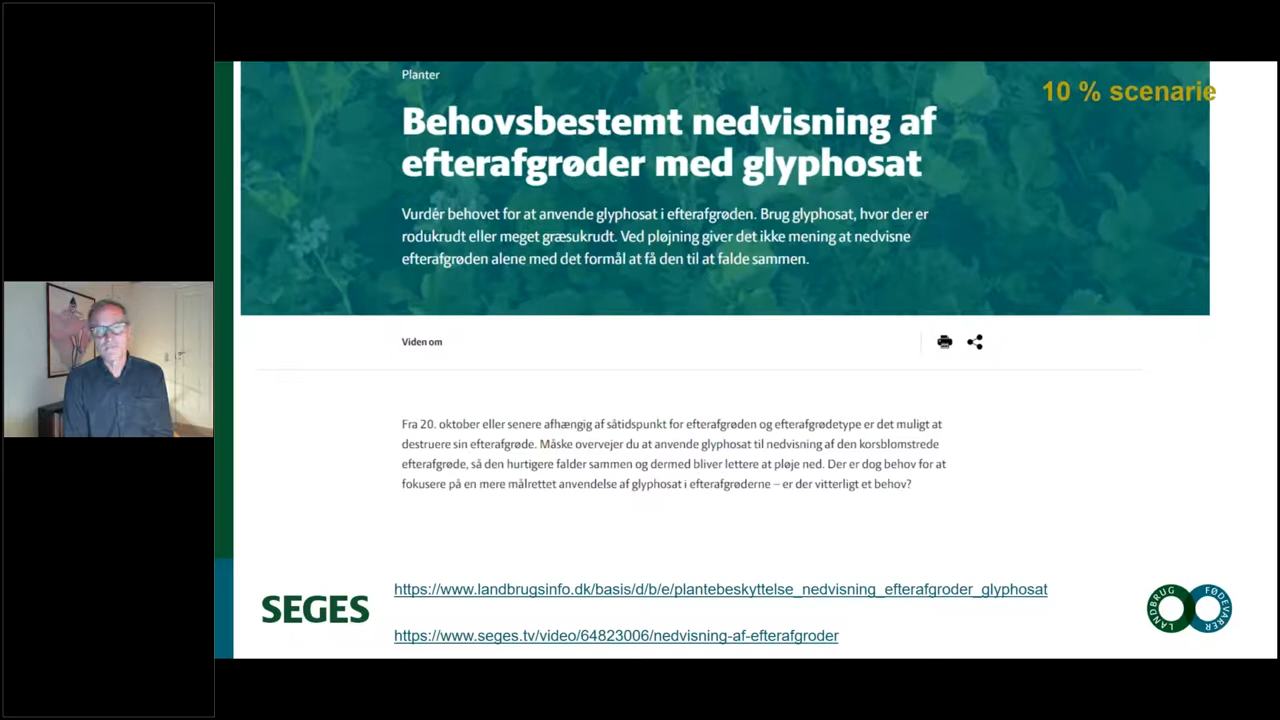 Planter
10 % scenarie
Behovsbestemt nedvisning af
efterafgrøder med glyphosat
Vurdér behovet for at anvende glyphosat i efterafgrøden. Brug glyphosat, hvor der er
rodukrudt eller meget græsukrudt. Ved pløjning giver det ikke mening at nedvisne
efterafgrøden alene med det formål at få den til at falde sammen.
Viden om
Fra 20. oktober eller senere afhængig af såtidspunkt for efterafgrøden og efterafgrødetype er det muligt at
destruere sin efterafgrøde. Måske overvejer du at anvende glyphosat til nedvisning af den korsblomstrede
efterafgrøde, så den hurtigere falder sammen og dermed bliver lettere at pløje ned. Der er dog behov for at
fokusere på en mere målrettet anvendelse af glyphosat i efterafgrøderne – er der vitterligt et behov?
https://www.landbrugsinfo.dk/basis/d/b/e/plantebeskyttelse_nedvisning_efterafgroder_glyphosat
SEGES
LANDBRUG FØDEVARER
https://www.seges.tv/video/64823006/nedvisning-af-efterafgroder